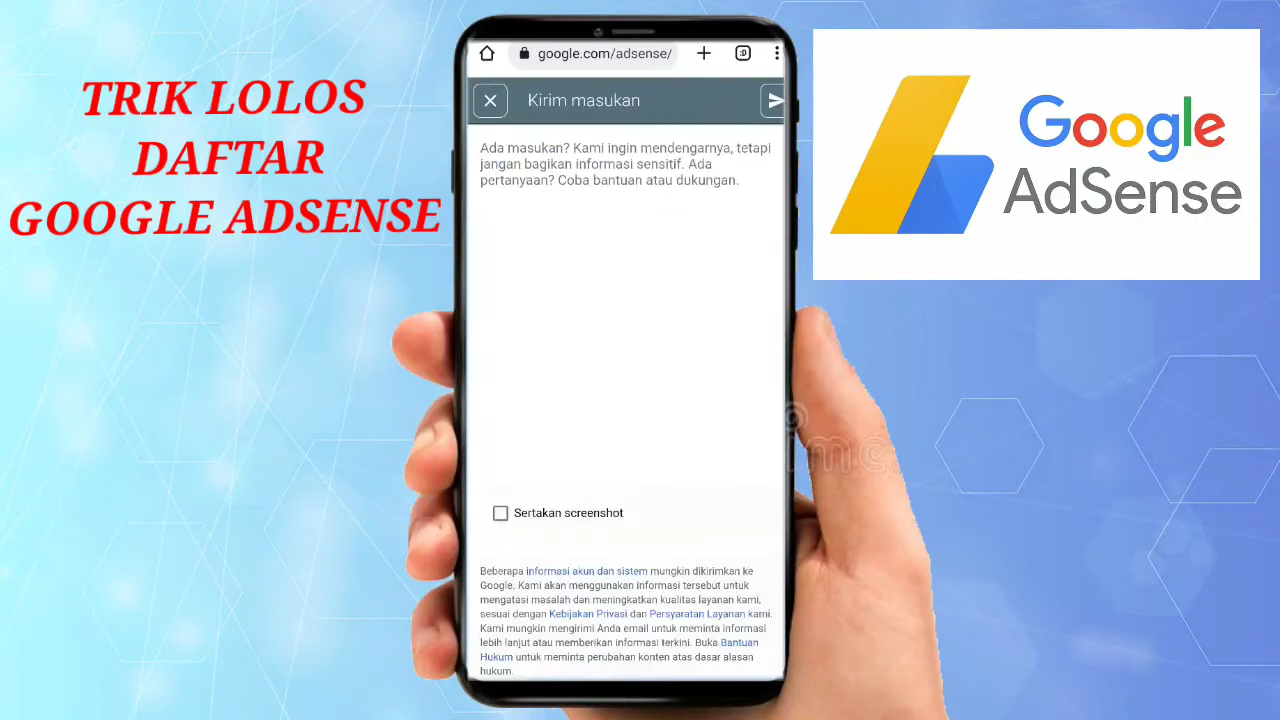 TRIK LOLOS
DAFTAR
GOOGLE ADSENSE
google.com/adsense/
:D
Kirim masukan
Ada masukan? Kami ingin mendengarnya, tetapi
jangan bagikan informasi sensitif. Ada
pertanyaan? Coba bantuan atau dukungan.
Sertakan screenshot
Beberapa informasi akun dan sistem mungkin dikirimkan ke
Google. Kami akan menggunakan informasi tersebut untuk
mengatasi masalah dan meningkatkan kualitas layanan kami,
sesuai dengan Kebijakan Privasi dan Persyaratan Layanan kami.
Kami mungkin mengirimi Anda email untuk meminta informasi
lebih lanjut atau memberikan informasi terkini. Buka Bantuan
Hukum untuk meminta perubahan konten atas dasar alasan
hukum.
Google
AdSense